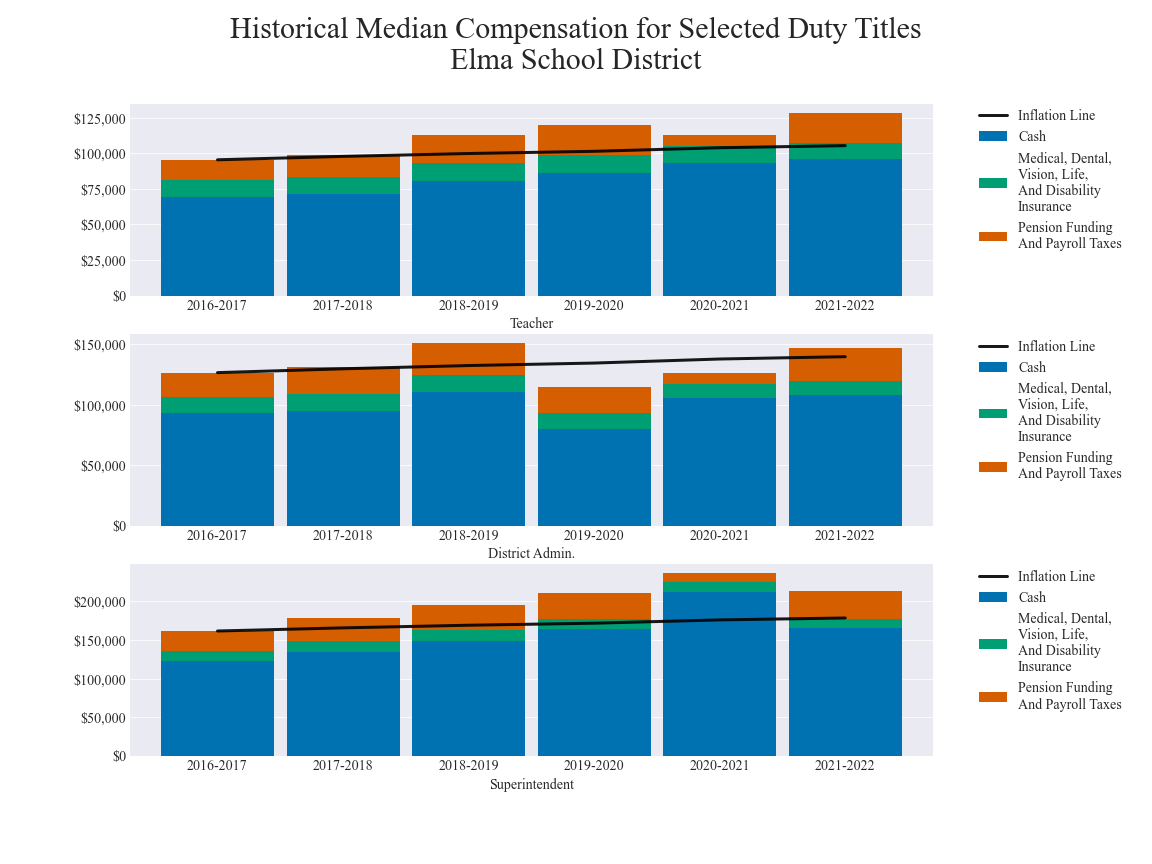 Historical Median Compensation for Selected Duty Titles
Elma School District
$125,000
$100,000
$75,000
$50,000
$25,000
$0
2016-2017 2017-2018 2018-2019 2019-2020 2020-2021 2021-2022
Teacher
Inflation Line
Cash
Medical, Dental,
Vision, Life,
And Disability
Insurance
Pension Funding
And Payroll Taxes
$150,000
$100,000
$50,000
$0
2016-2017 2017-2018 2018-2019 2019-2020 2020-2021 2021-2022
District Admin.
Inflation Line
Cash
Medical, Dental,
Vision, Life,
And Disability
Insurance
Pension Funding
And Payroll Taxes
$200,000
$150,000
$100,000
$50,000
$0
2016-2017 2017-2018 2018-2019 2019-2020 2020-2021 2021-2022
Superintendent
Inflation Line
Cash
Medical, Dental,
Vision, Life,
And Disability
Insurance
Pension Funding
And Payroll Taxes